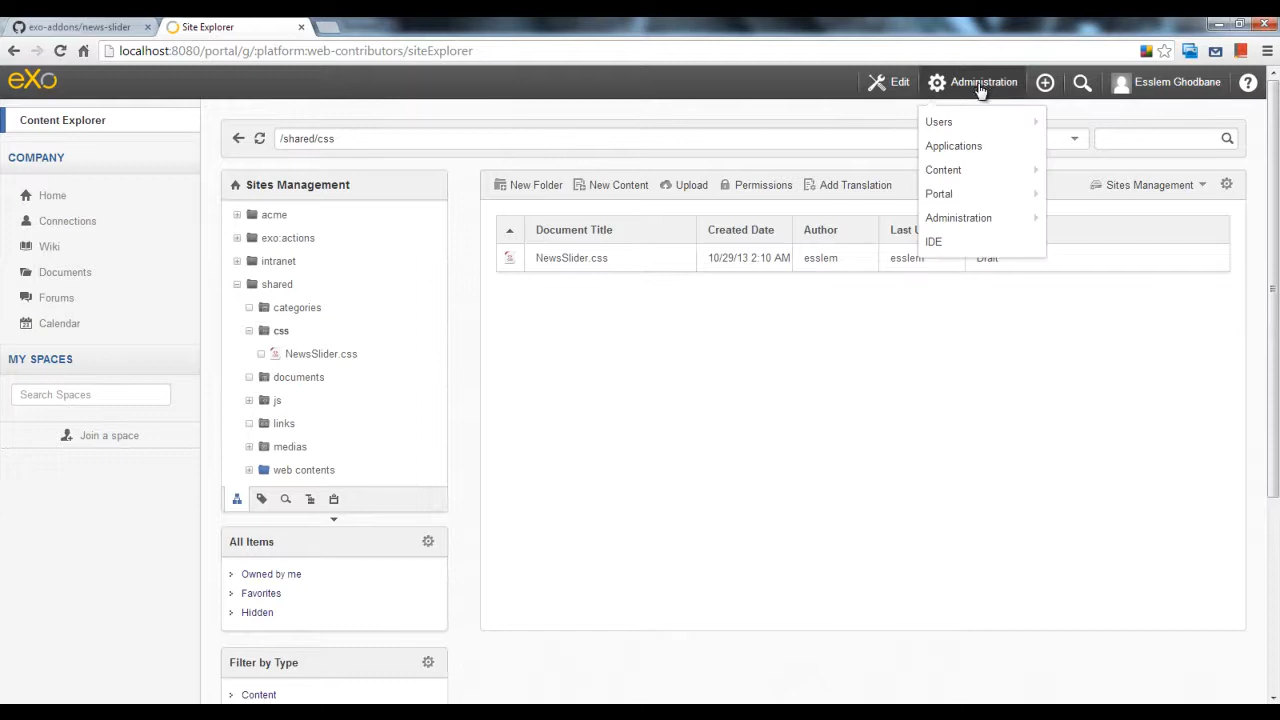 exo-addons/news-slider
Site Explorer
localhost:8080/portal/g/:platform:web-contributors/siteExplorer
eXo
Edit
Administration
Esslem Ghodbane
Content Explorer
COMPANY
Home
Connections
Wiki
Documents
Forums
Calendar
MY SPACES
Search Spaces
Join a space
/shared/css
Users
Applications
Content
Portal
Administration
IDE
Sites Management
acme
exo:actions
intranet
shared
categories
css
NewsSlider.css
documents
js
links
medias
web contents
All Items
Owned by me
Favorites
Hidden
Filter by Type
Content
New Folder
New Content
Upload
Permissions
Add Translation
Sites Management
Document Title
Created Date
Author
Last U
NewsSlider.css
10/29/13 2:10 AM
esslem
esslem
Draft